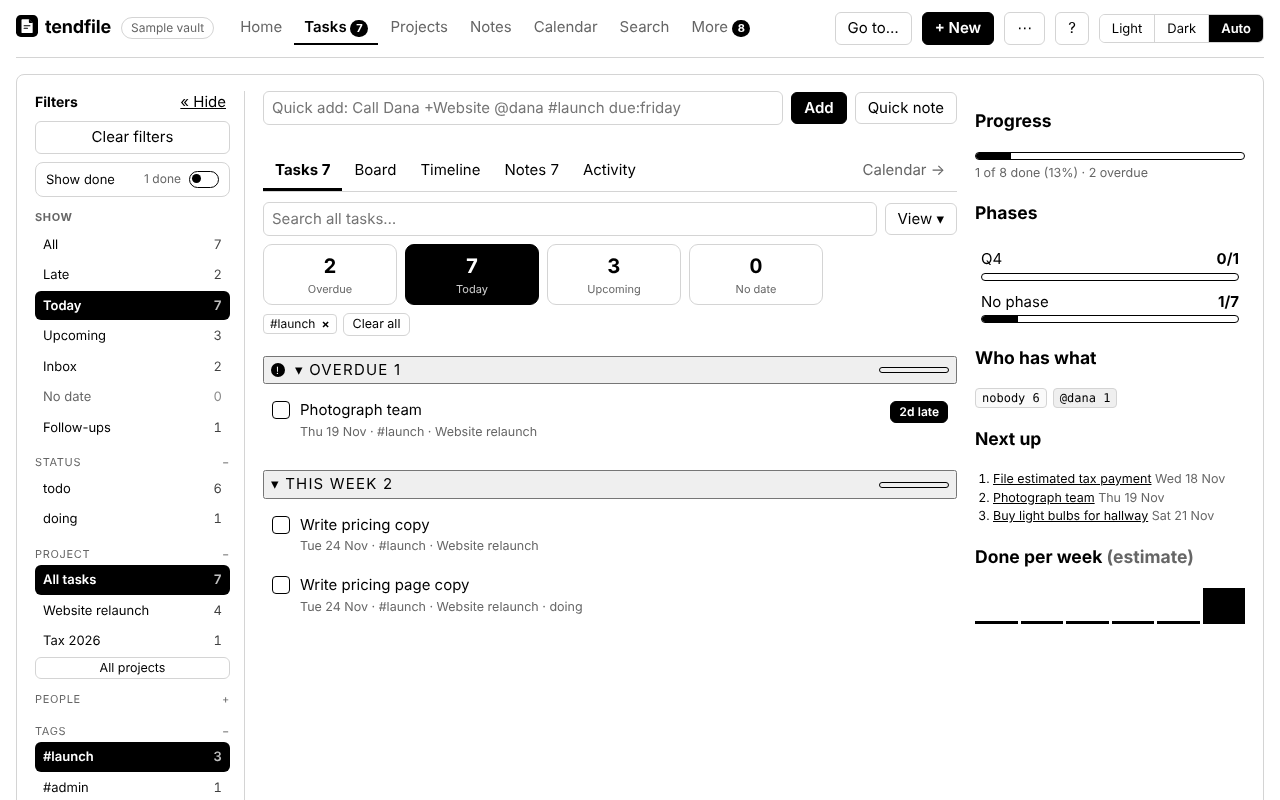 tendfile Sample vault Home Tasks 7 Projects Notes Calendar Search More 8 Go to... + New ··· ? Light Dark Auto
Filters « Hide
Clear filters
Show done 1 done
SHOW
All 7
Late 2
Today 7
Upcoming 3
Inbox 2
No date 0
Follow-ups 1
STATUS −
todo 6
doing 1
PROJECT −
All tasks 7
Website relaunch 4
Tax 2026 1
All projects
PEOPLE +
TAGS −
#launch 3
#admin 1
Quick add: Call Dana +Website @dana #launch due:friday Add Quick note
Tasks 7 Board Timeline Notes 7 Activity Calendar →
Search all tasks... View ▾
2 7 3 0
Overdue Today Upcoming No date
#launch × Clear all
! ▾ OVERDUE 1
Photograph team 2d late
Thu 19 Nov · #launch · Website relaunch
▾ THIS WEEK 2
Write pricing copy
Tue 24 Nov · #launch · Website relaunch
Write pricing page copy
Tue 24 Nov · #launch · Website relaunch · doing
Progress
1 of 8 done (13%) · 2 overdue
Phases
Q4 0/1
No phase 1/7
Who has what
nobody 6 @dana 1
Next up
1. File estimated tax payment Wed 18 Nov
2. Photograph team Thu 19 Nov
3. Buy light bulbs for hallway Sat 21 Nov
Done per week (estimate)